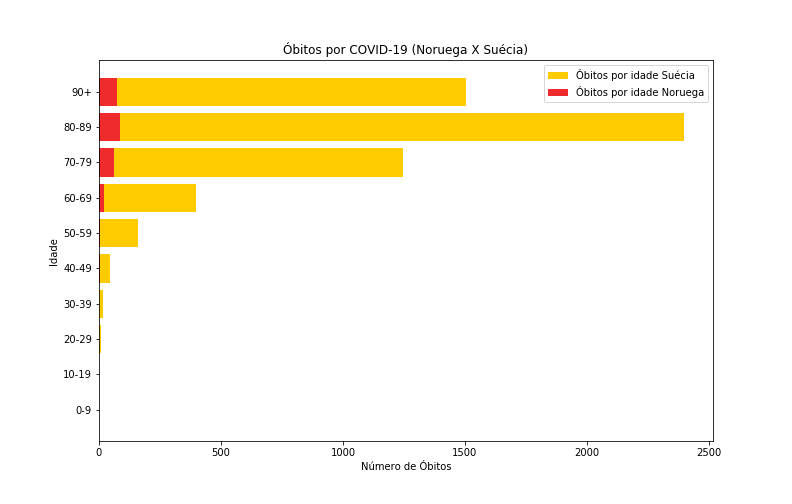 Óbitos por COVID-19 (Noruega X Suécia)
Óbitos por idade Suécia
Óbitos por idade Noruega
Idade
90+
80-89
70-79
60-69
50-59
40-49
30-39
20-29
10-19
0-9
0 500 1000 1500 2000 2500
Número de Óbitos